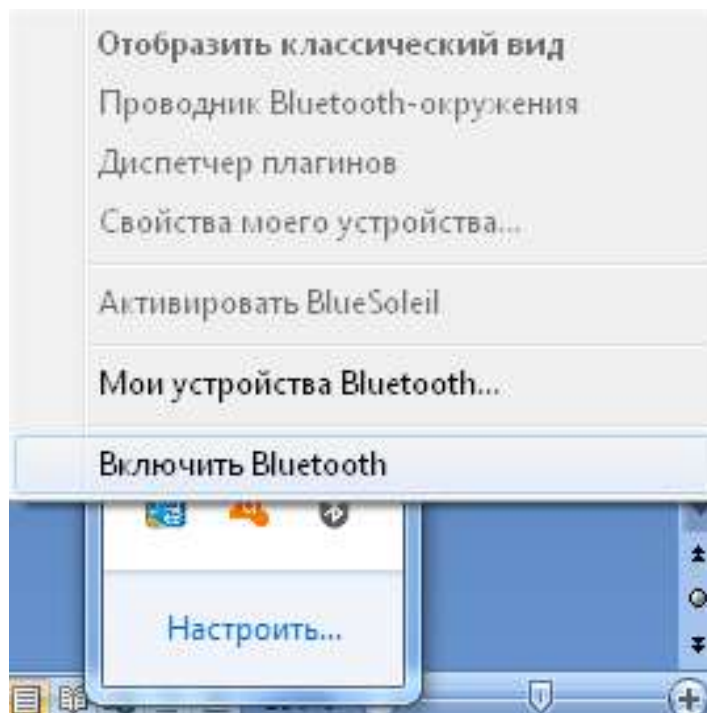 Отобразить классический вид
Проводник Bluetooth-окружения
Диспетчер плагинов
Свойства моего устройства...
Активировать BlueSoleil
Мои устройства Bluetooth...
Включить Bluetooth
Настроить...